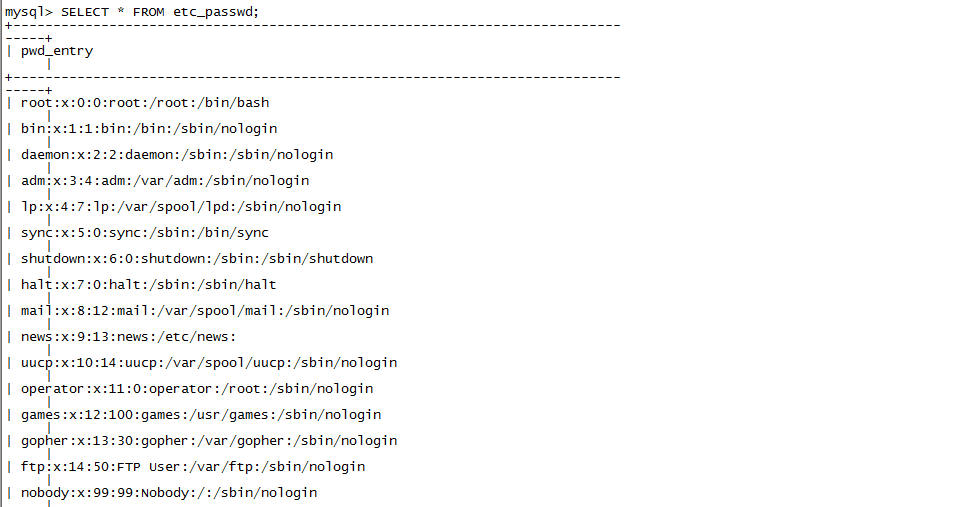 mysql> SELECT * FROM etc_passwd;
+----------------------------------------------------------------------------
-----+
| pwd_entry
|
+----------------------------------------------------------------------------
-----+
| root:x:0:0:root:/root:/bin/bash
|
| bin:x:1:1:bin:/bin:/sbin/nologin
|
| daemon:x:2:2:daemon:/sbin:/sbin/nologin
|
| adm:x:3:4:adm:/var/adm:/sbin/nologin
|
| lp:x:4:7:lp:/var/spool/lpd:/sbin/nologin
|
| sync:x:5:0:sync:/sbin:/bin/sync
|
| shutdown:x:6:0:shutdown:/sbin:/sbin/shutdown
|
| halt:x:7:0:halt:/sbin:/sbin/halt
|
| mail:x:8:12:mail:/var/spool/mail:/sbin/nologin
|
| news:x:9:13:news:/etc/news:
|
| uucp:x:10:14:uucp:/var/spool/uucp:/sbin/nologin
|
| operator:x:11:0:operator:/root:/sbin/nologin
|
| games:x:12:100:games:/usr/games:/sbin/nologin
|
| gopher:x:13:30:gopher:/var/gopher:/sbin/nologin
|
| ftp:x:14:50:FTP User:/var/ftp:/sbin/nologin
|
| nobody:x:99:99:Nobody:/:/sbin/nologin
|